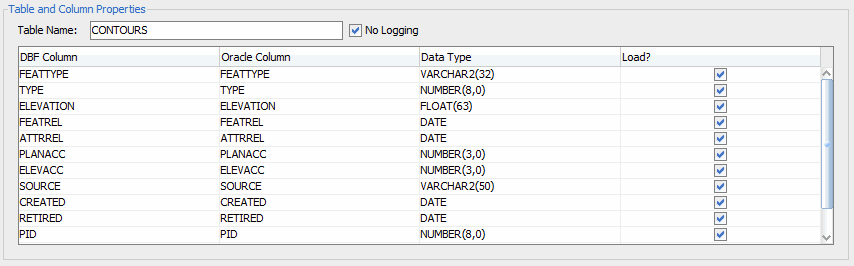 Table and Column Properties
Table Name: CONTOURS No Logging
DBF Column Oracle Column Data Type Load?
FEATTYPE FEATTYPE VARCHAR2(32)
TYPE TYPE NUMBER(8,0)
ELEVATION ELEVATION FLOAT(63)
FEATREL FEATREL DATE
ATTRREL ATTRREL DATE
PLANACC PLANACC NUMBER(3,0)
ELEVACC ELEVACC NUMBER(3,0)
SOURCE SOURCE VARCHAR2(50)
CREATED CREATED DATE
RETIRED RETIRED DATE
PID PID NUMBER(8,0)